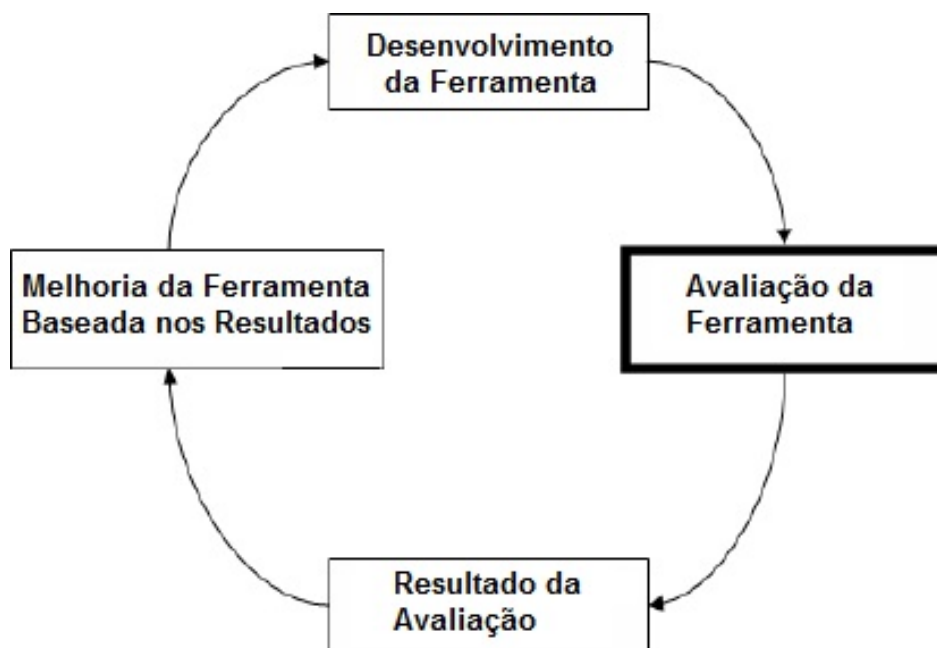 Desenvolvimento
da Ferramenta
Melhoria da Ferramenta
Baseada nos Resultados
Avaliação da
Ferramenta
Resultado da
Avaliação